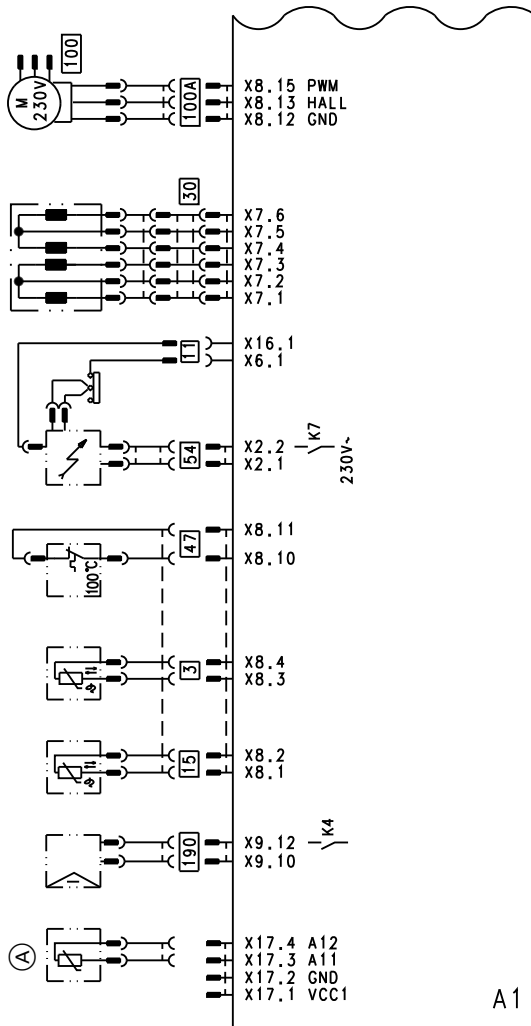 100
M
230V
100A
X8.15 PWM
X8.13 HALL
X8.12 GND
30
X7.6
X7.5
X7.4
X7.3
X7.2
X7.1
11
X16.1
X6.1
54
X2.2
K7
X2.1
230V~
47
X8.11
X8.10
100°C
3
X8.4
X8.3
15
X8.2
X8.1
190
X9.12
K4
X9.10
A
X17.4 A12
X17.3 A11
X17.2 GND
X17.1 VCC1
A1